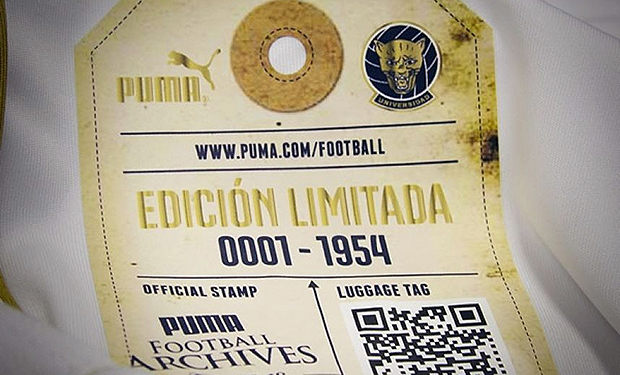 PUMA
UNIVERSIDAD
WWW.PUMA.COM/FOOTBALL
EDICIÓN LIMITADA
0001 - 1954
OFFICIAL STAMP
LUGGAGE TAG
PUMA
FOOTBALL
ARCHIVES